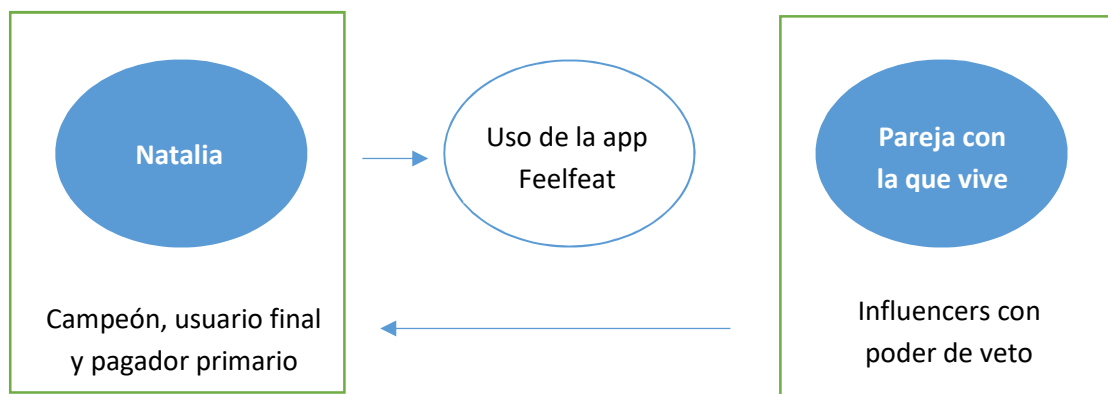 Natalia
Uso de la app
Feelfeat
Pareja con
la que vive
Campeón, usuario final
y pagador primario
Influencers con
poder de veto